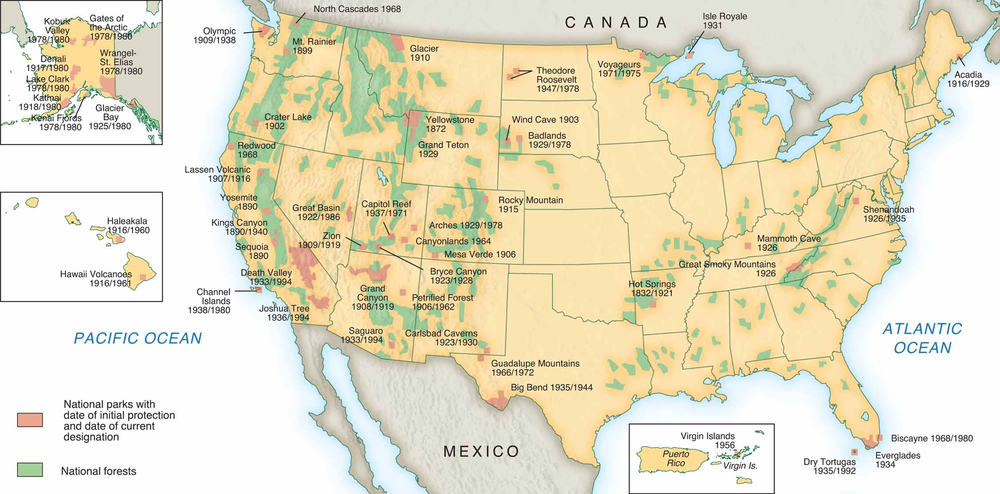 Kobuk
Valley
1978/1980
Gates of
the Arctic
1978/1980
Denali
1917/1980
Wrangel-
St. Elias
1978/1980
Lake Clark
1978/1980
Katmai
1918/1980
Kenai Fjords
1978/1980
Glacier
Bay
1925/1980
Haleakala
1916/1960
Hawaii Volcanoes
1916/1961
North Cascades 1968
CANADA
Isle Royale
1931
Olympic
1909/1938
Mt. Rainier
1899
Glacier
1910
Theodore
Roosevelt
1947/1978
Voyageurs
1971/1975
Acadia
1916/1929
Crater Lake
1902
Yellowstone
1872
Wind Cave 1903
Badlands
1929/1978
Redwood
1968
Grand Teton
1929
Lassen Volcanic
1907/1916
Yosemite
1890
Great Basin
1922/1986
Capitol Reef
1937/1971
Rocky Mountain
1915
Shenandoah
1926/1935
Kings Canyon
1890/1940
Arches 1929/1978
Zion
1909/1919
Canyonlands 1964
Mammoth Cave
1926
Sequoia
1890
Mesa Verde 1906
Great Smoky Mountains
1926
Death Valley
1933/1994
Bryce Canyon
1923/1928
Hot Springs
1832/1921
Channel
Islands
1938/1980
Grand
Canyon
1908/1919
Petrified Forest
1906/1962
Joshua Tree
1936/1994
PACIFIC OCEAN
Saguaro
1933/1994
Carlsbad Caverns
1923/1930
ATLANTIC
OCEAN
Guadalupe Mountains
1966/1972
Big Bend 1935/1944
MEXICO
Virgin Islands
1956
Puerto
Rico
Virgin Is.
Biscayne 1968/1980
Everglades
1934
Dry Tortugas
1935/1992
National parks with
date of initial protection
and date of current
designation
National forests